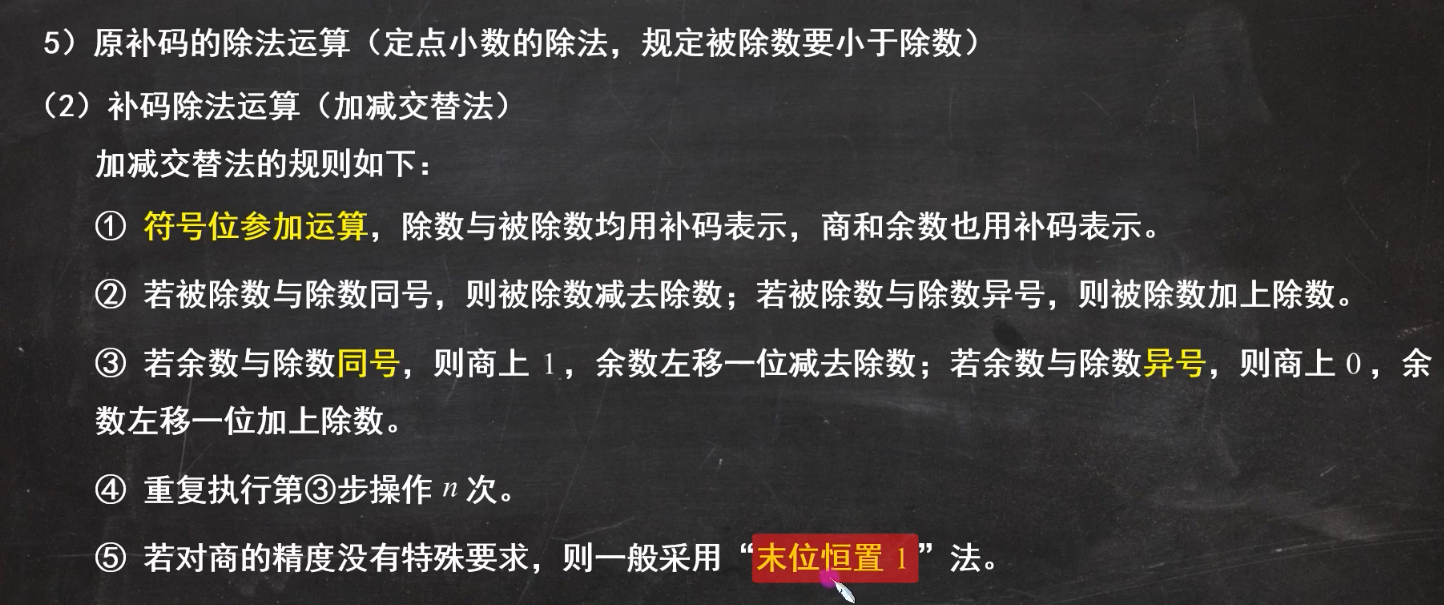 5）原补码的除法运算（定点小数的除法，规定被除数要小于除数）
（2）补码除法运算（加减交替法）
加减交替法的规则如下：
① 符号位参加运算，除数与被除数均用补码表示，商和余数也用补码表示。
② 若被除数与除数同号，则被除数减去除数；若被除数与除数异号，则被除数加上除数。
③ 若余数与除数同号，则商上 1，余数左移一位减去除数；若余数与除数异号，则商上 0，余
数左移一位加上除数。
④ 重复执行第③步操作 n 次。
⑤ 若对商的精度没有特殊要求，则一般采用“末位恒置 1”法。